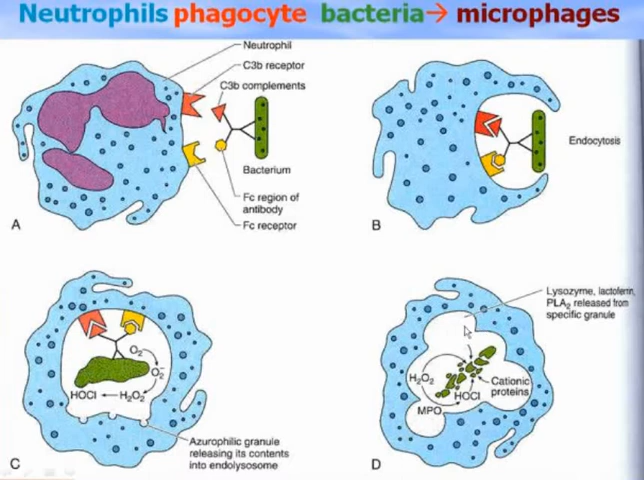 Neutrophils phagocyte bacteria→ microphages
Neutrophil
C3b receptor
C3b complements
Bacterium
Fc region of
antibody
Fc receptor
A
Endocytosis
B
O₂
O₂⁻
HOCl ← H₂O₂
Azurophilic granule
releasing its contents
into endolysosome
C
Lysozyme, lactoferrin,
PLA₂ released from
specific granule
H₂O₂
Cationic
proteins
HOCl
MPO
D